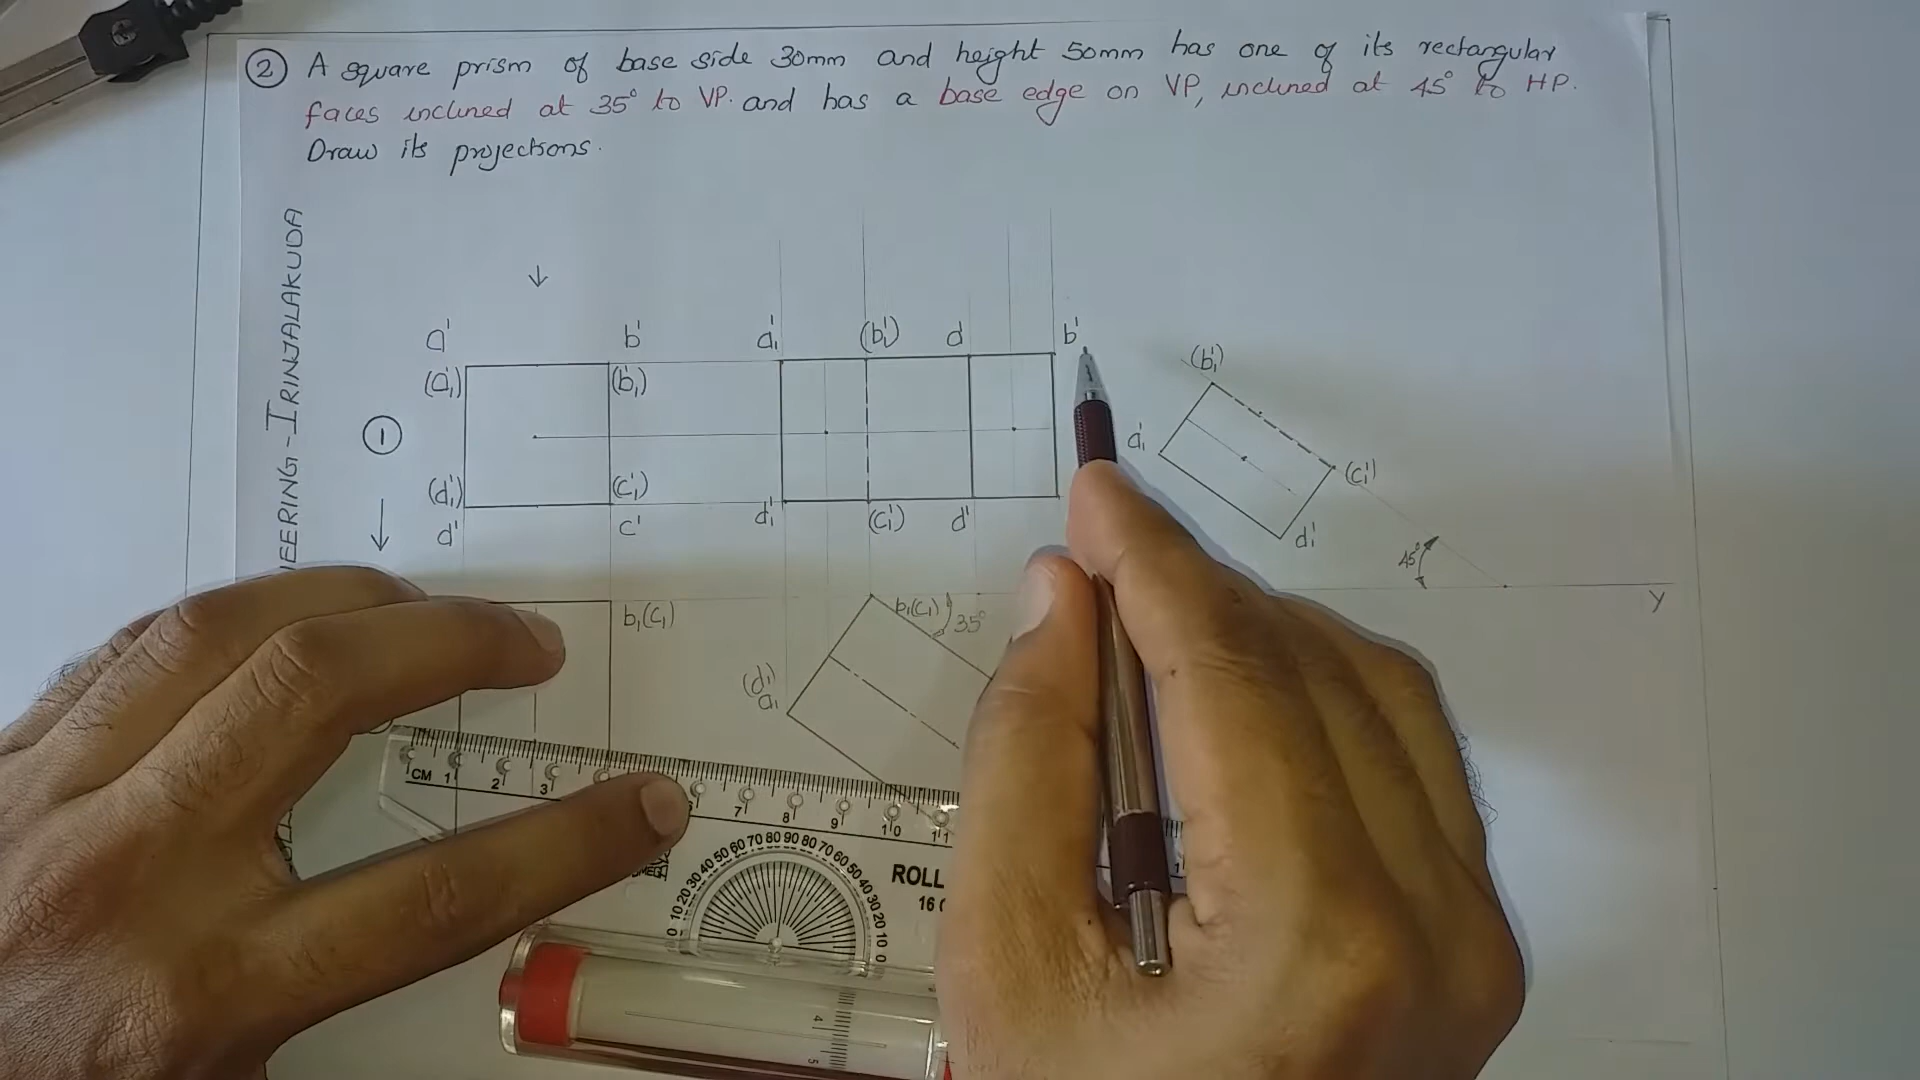 ② A square prism of base side 30mm and height 50mm has one of its rectangular
faces inclined at 35° to VP. and has a base edge on VP, inclined at 45° to HP.
Draw its projections.
IRINJALAKUDA
①
a' b' a₁' (b₁') d b'
(a₁') (b₁')
(d₁') (c₁')
d' c' d₁' (c₁') d'
(b₁')
a₁' (c₁')
d₁'
45°
Y
b₁(c₁) b₁(c₁) 35°
(d₁)
a₁
CM 1 2 3 7 8 9 10 11
10 20 30 40 50 60 70 80 90 80 70 60 50 40 30 20 10 0
ROLL
16
4
5